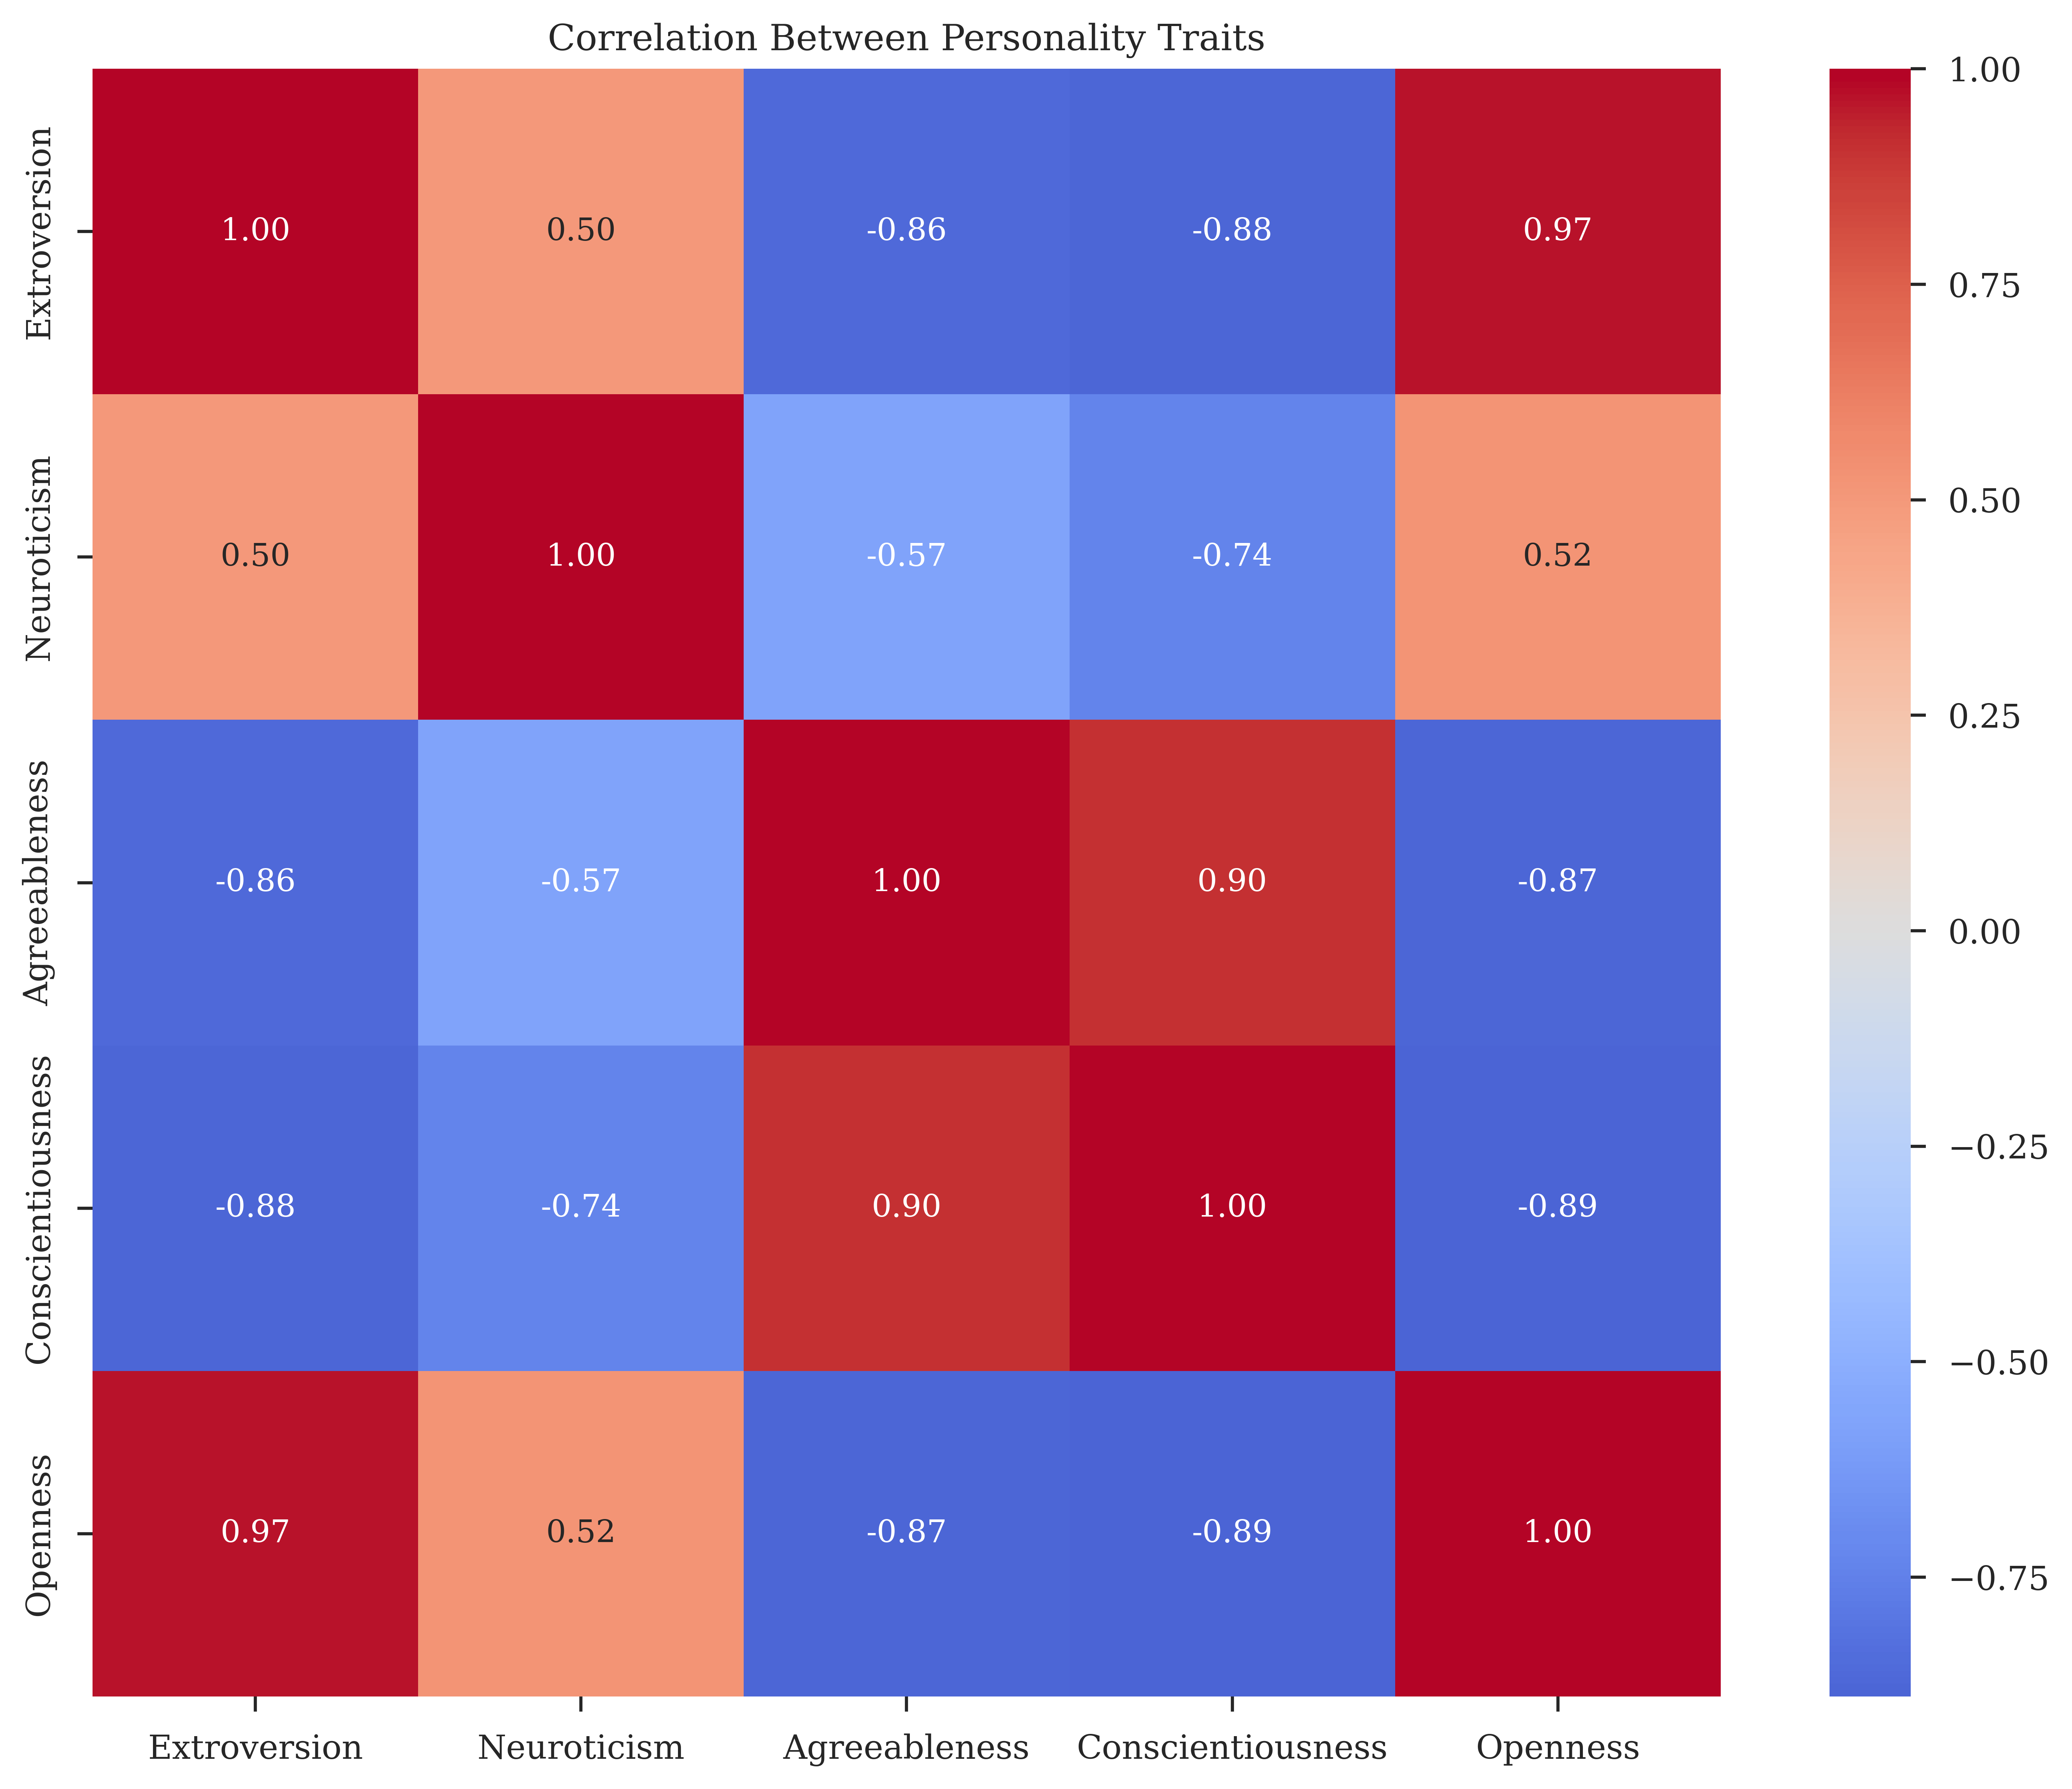 Correlation Between Personality Traits
Extroversion
1.00 0.50 -0.86 -0.88 0.97
Neuroticism
0.50 1.00 -0.57 -0.74 0.52
Agreeableness
-0.86 -0.57 1.00 0.90 -0.87
Conscientiousness
-0.88 -0.74 0.90 1.00 -0.89
Openness
0.97 0.52 -0.87 -0.89 1.00
Extroversion Neuroticism Agreeableness Conscientiousness Openness
1.00
0.75
0.50
0.25
0.00
−0.25
−0.50
−0.75